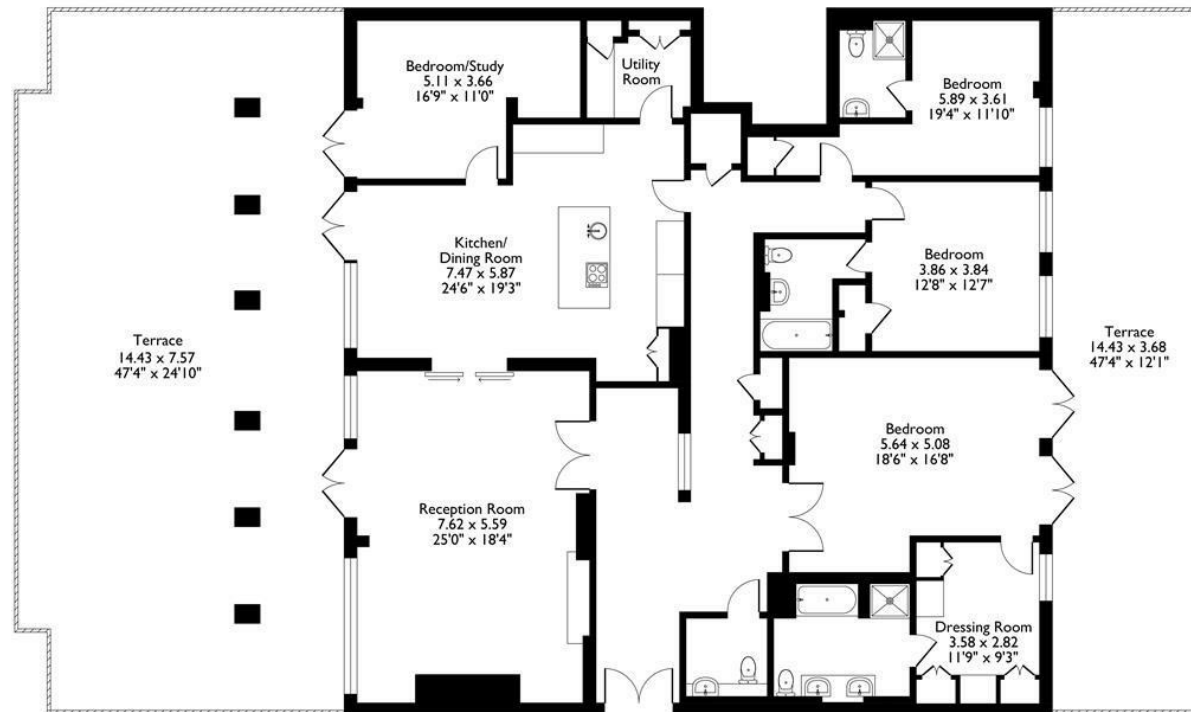 Bedroom/Study
5.11 x 3.66
16'9" x 11'0"
Utility
Room
Bedroom
5.89 x 3.61
19'4" x 11'10"
Kitchen/
Dining Room
7.47 x 5.87
24'6" x 19'3"
Bedroom
3.86 x 3.84
12'8" x 12'7"
Terrace
14.43 x 7.57
47'4" x 24'10"
Terrace
14.43 x 3.68
47'4" x 12'1"
Bedroom
5.64 x 5.08
18'6" x 16'8"
Reception Room
7.62 x 5.59
25'0" x 18'4"
Dressing Room
3.58 x 2.82
11'9" x 9'3"